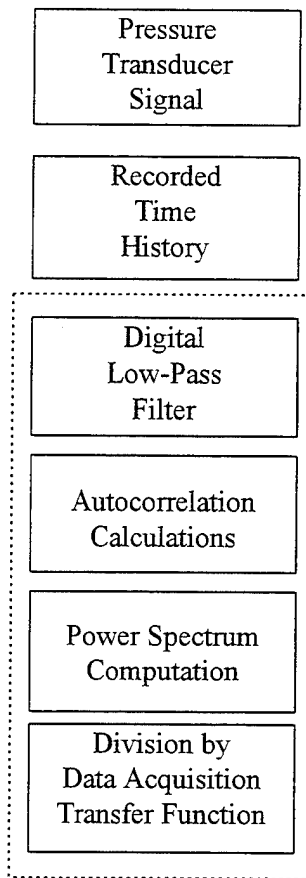 Pressure
Transducer
Signal
Recorded
Time
History
Digital
Low-Pass
Filter
Autocorrelation
Calculations
Power Spectrum
Computation
Division by
Data Acquisition
Transfer Function